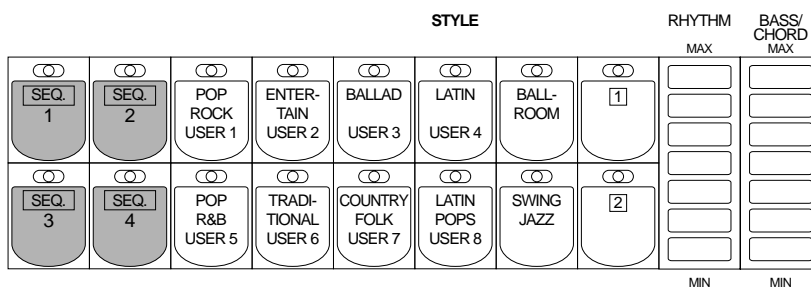 STYLE
RHYTHM
BASS/
CHORD
MAX
MAX
SEQ.
1
SEQ.
2
POP
ROCK
USER 1
ENTER-
TAIN
USER 2
BALLAD
USER 3
LATIN
USER 4
BALL-
ROOM
1
SEQ.
3
SEQ.
4
POP
R&B
USER 5
TRADI-
TIONAL
USER 6
COUNTRY
FOLK
USER 7
LATIN
POPS
USER 8
SWING
JAZZ
2
MIN
MIN